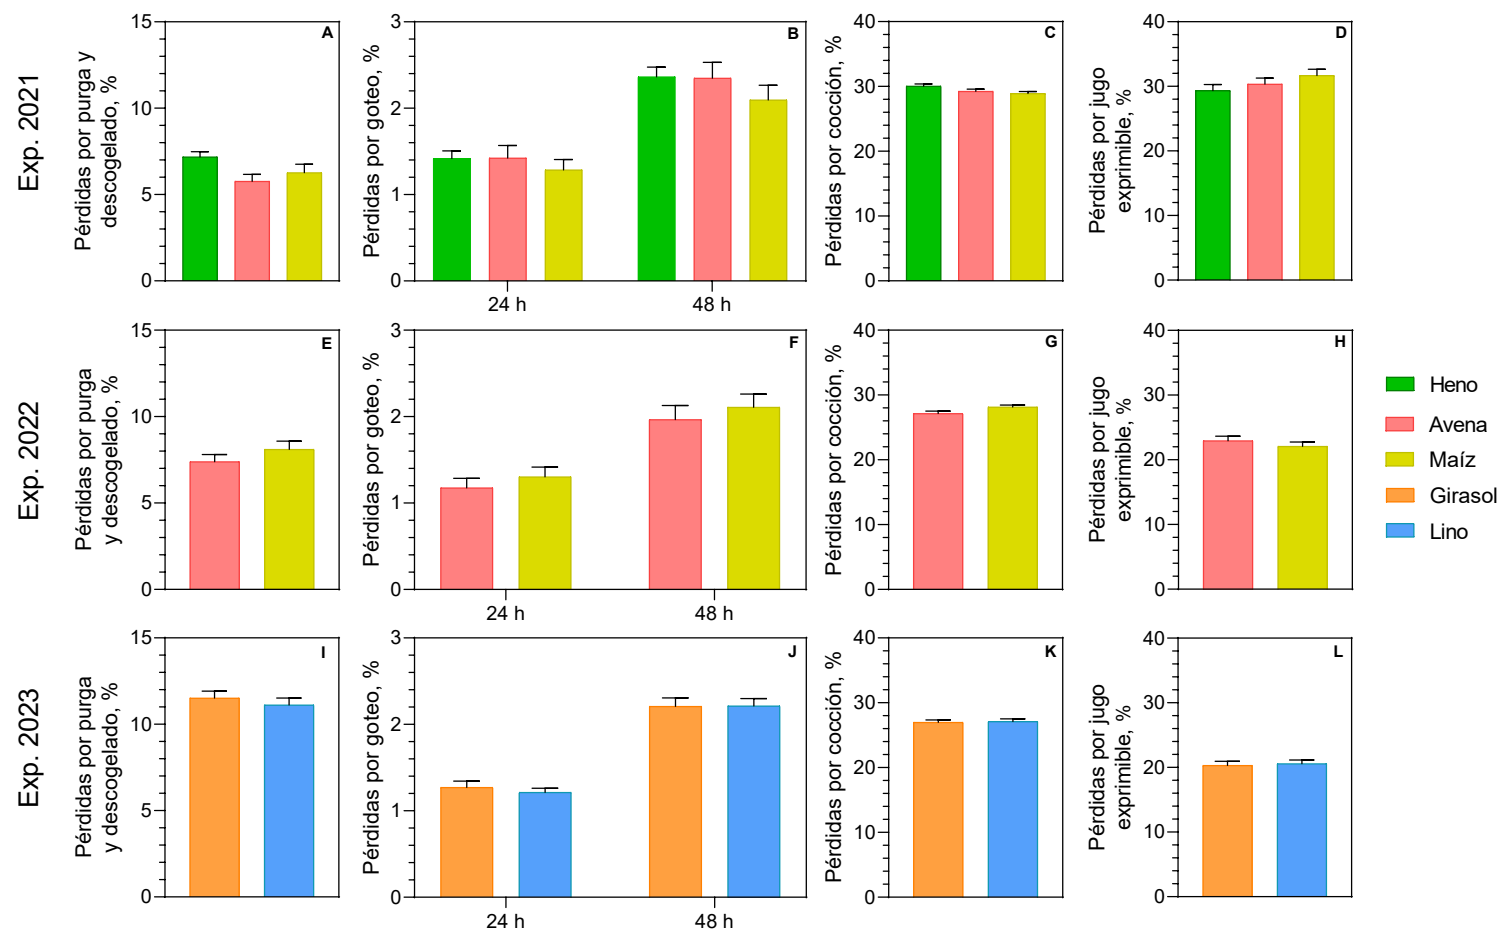 Exp. 2021
Pérdidas por purga y
descogelado, %
15
10
5
0
A
Pérdidas por goteo, %
3
2
1
0
B
24 h
48 h
Pérdidas por cocción, %
40
30
20
10
0
C
Pérdidas por jugo
exprimible, %
40
30
20
10
0
D
Exp. 2022
Pérdidas por purga
y descogelado, %
15
10
5
0
E
Pérdidas por goteo, %
3
2
1
0
F
24 h
48 h
Pérdidas por cocción, %
40
30
20
10
0
G
Pérdidas por jugo
exprimible, %
40
30
20
10
0
H
Heno
Avena
Maíz
Girasol
Lino
Exp. 2023
Pérdidas por purga
y descogelado, %
15
10
5
0
I
Pérdidas por goteo, %
3
2
1
0
J
24 h
48 h
Pérdidas por cocción, %
40
30
20
10
0
K
Pérdidas por jugo
exprimible, %
40
30
20
10
0
L